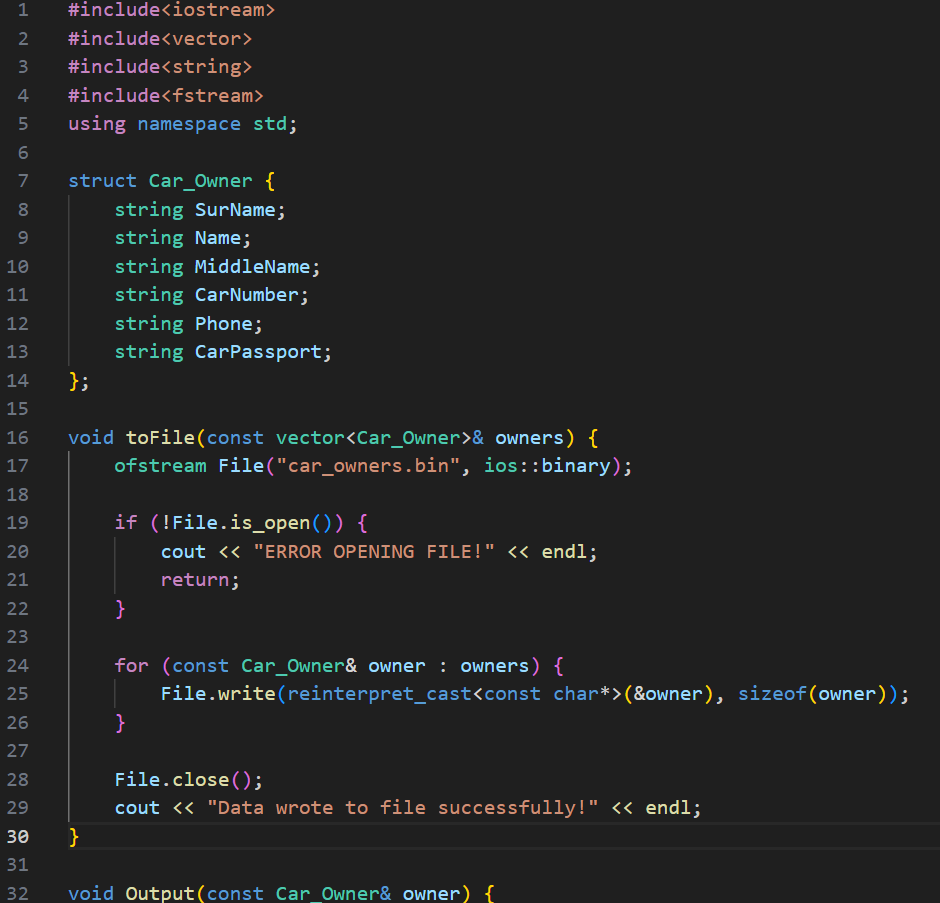 1 #include<iostream>
2 #include<vector>
3 #include<string>
4 #include<fstream>
5 using namespace std;
6
7 struct Car_Owner {
8     string SurName;
9     string Name;
10     string MiddleName;
11     string CarNumber;
12     string Phone;
13     string CarPassport;
14 };
15
16 void toFile(const vector<Car_Owner>& owners) {
17     ofstream File("car_owners.bin", ios::binary);
18
19     if (!File.is_open()) {
20         cout << "ERROR OPENING FILE!" << endl;
21         return;
22     }
23
24     for (const Car_Owner& owner : owners) {
25         File.write(reinterpret_cast<const char*>(&owner), sizeof(owner));
26     }
27
28     File.close();
29     cout << "Data wrote to file successfully!" << endl;
30 }
31
32 void Output(const Car_Owner& owner) {